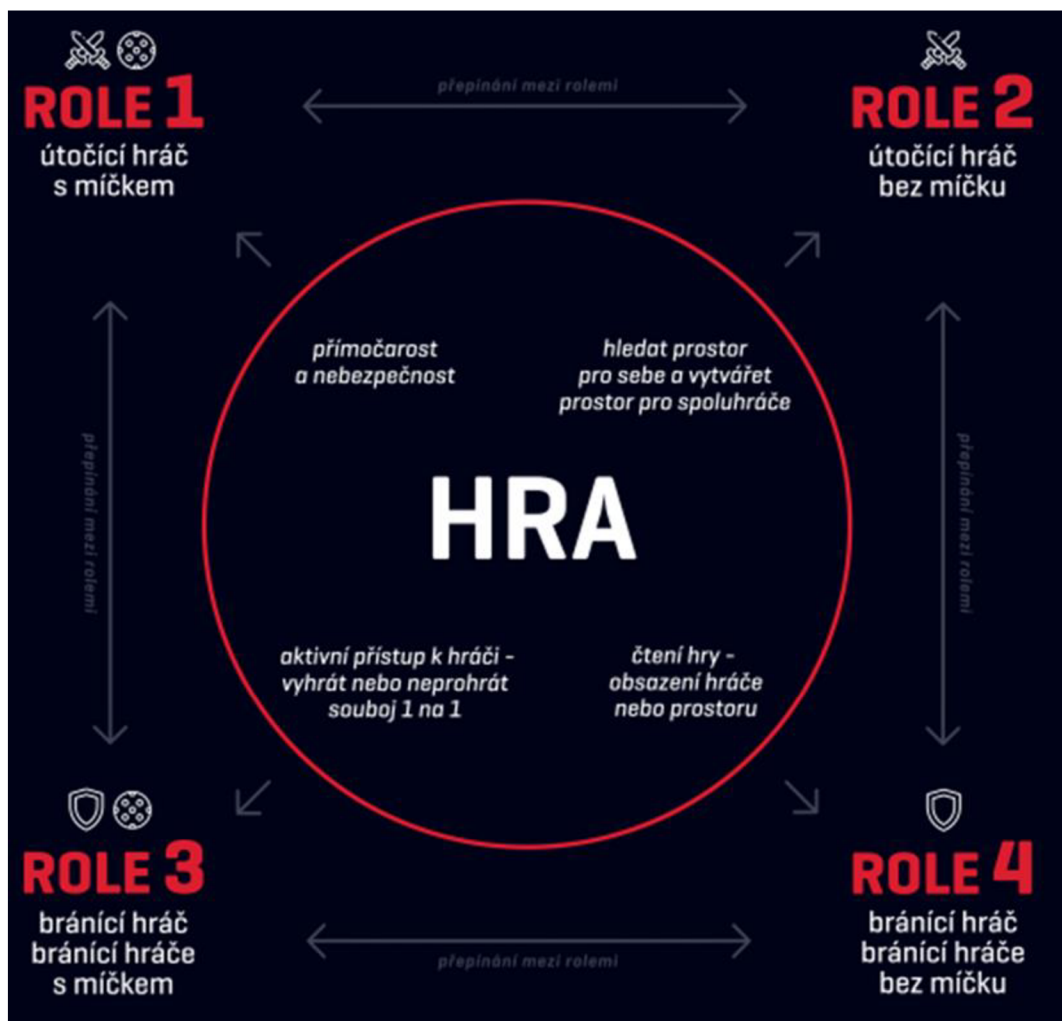 ROLE 1
útočící hráč
s míčkem
přepínání mezi rolemi
ROLE 2
útočící hráč
bez míčku
přímočarost
a nebezpečnost
hledat prostor
pro sebe a vytvářet
prostor pro spoluhráče
přepínání mezi rolemi
HRA
přepínání mezi rolemi
aktivní přístup k hráči -
vyhrát nebo neprohrát
souboj 1 na 1
čtení hry -
obsazení hráče
nebo prostoru
ROLE 3
bránící hráč
bránící hráče
s míčkem
přepínání mezi rolemi
ROLE 4
bránící hráč
bránící hráče
bez míčku